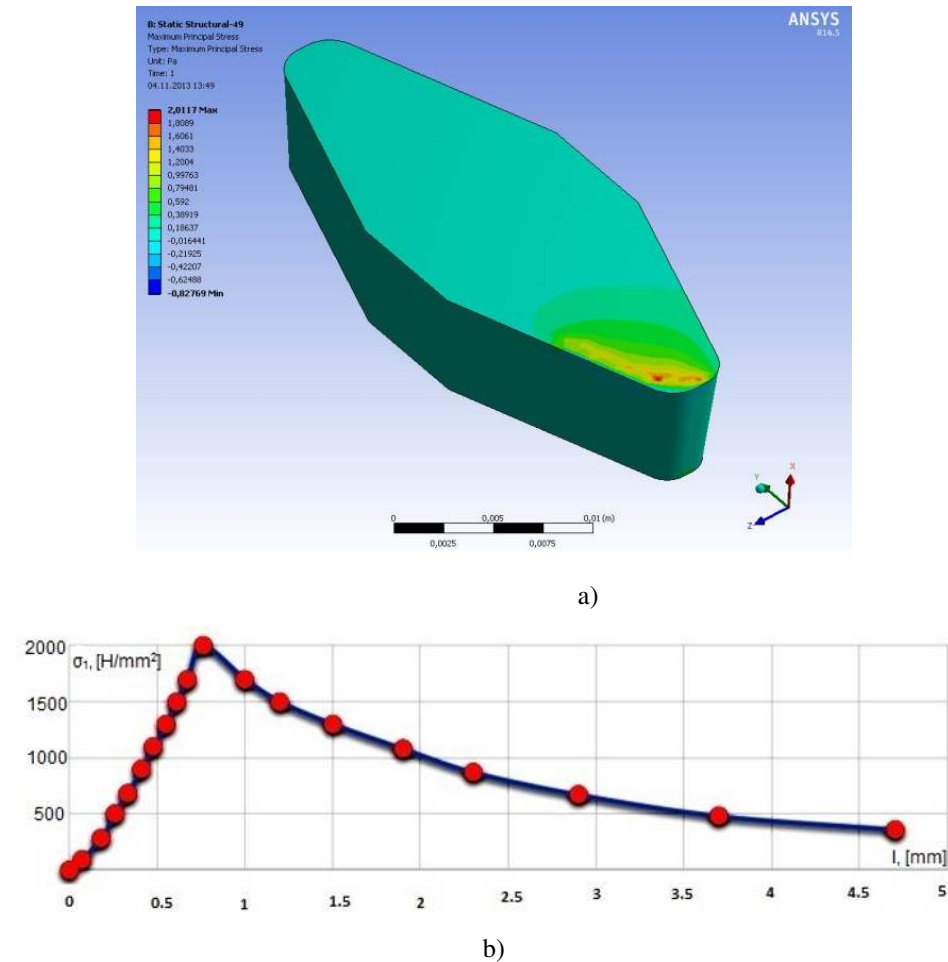 B: Static Structural-49
Maximum Principal Stress
Type: Maximum Principal Stress
Unit: Pa
Time: 1
04.11.2013 13:49
2,0117 Max
1,8089
1,6061
1,4033
1,2004
0,99763
0,79481
0,592
0,38919
0,18637
-0,016441
-0,21925
-0,42207
-0,62488
-0,82769 Min
ANSYS
R14.5
X
Y
Z
0 0,005 0,01 (m)
0,0025 0,0075
a)
2000
σ1, [H/mm²]
1500
1000
500
l, [mm]
0 0.5 1 1.5 2 2.5 3 3.5 4 4.5 5
b)